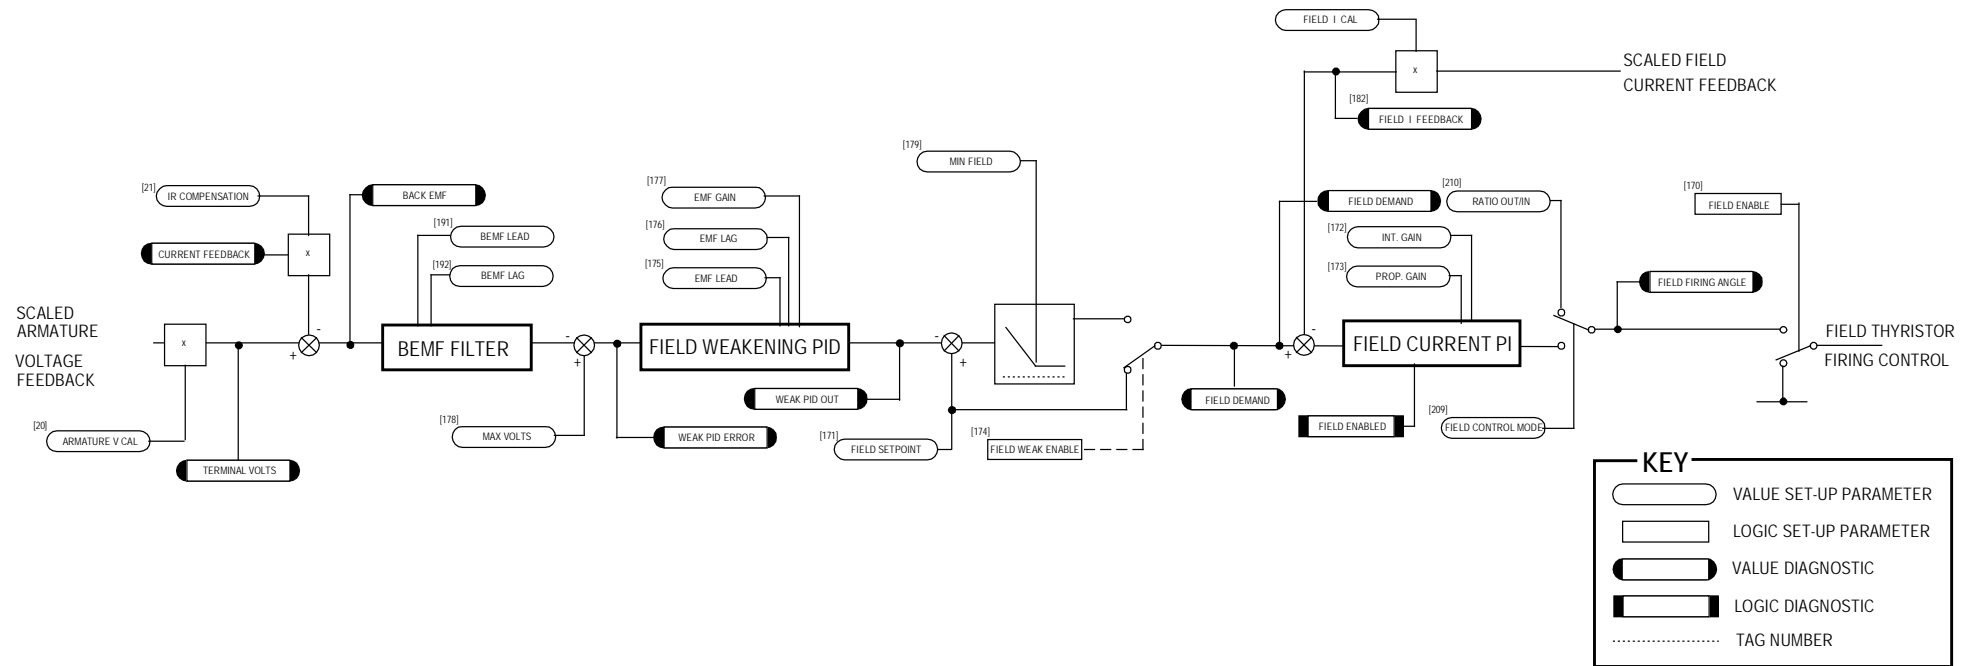 FIELD I CAL
x
SCALED FIELD
CURRENT FEEDBACK
[182]
FIELD I FEEDBACK
[179]
MIN FIELD
[21]
IR COMPENSATION
BACK EMF
[177]
EMF GAIN
FIELD DEMAND
[210]
RATIO OUT/IN
[170]
FIELD ENABLE
[191]
BEMF LEAD
[176]
EMF LAG
[172]
INT. GAIN
CURRENT FEEDBACK
x
[192]
BEMF LAG
[175]
EMF LEAD
[173]
PROP. GAIN
FIELD FIRING ANGLE
SCALED
ARMATURE
VOLTAGE
FEEDBACK
x
-
+
BEMF FILTER
-
+
FIELD WEAKENING PID
-
+
-
+
FIELD CURRENT PI
FIELD THYRISTOR
FIRING CONTROL
WEAK PID OUT
FIELD DEMAND
[20]
ARMATURE V CAL
[178]
MAX VOLTS
WEAK PID ERROR
[171]
FIELD SETPOINT
[174]
FIELD WEAK ENABLE
FIELD ENABLED
[209]
FIELD CONTROL MODE
TERMINAL VOLTS
KEY
VALUE SET-UP PARAMETER
LOGIC SET-UP PARAMETER
VALUE DIAGNOSTIC
LOGIC DIAGNOSTIC
TAG NUMBER